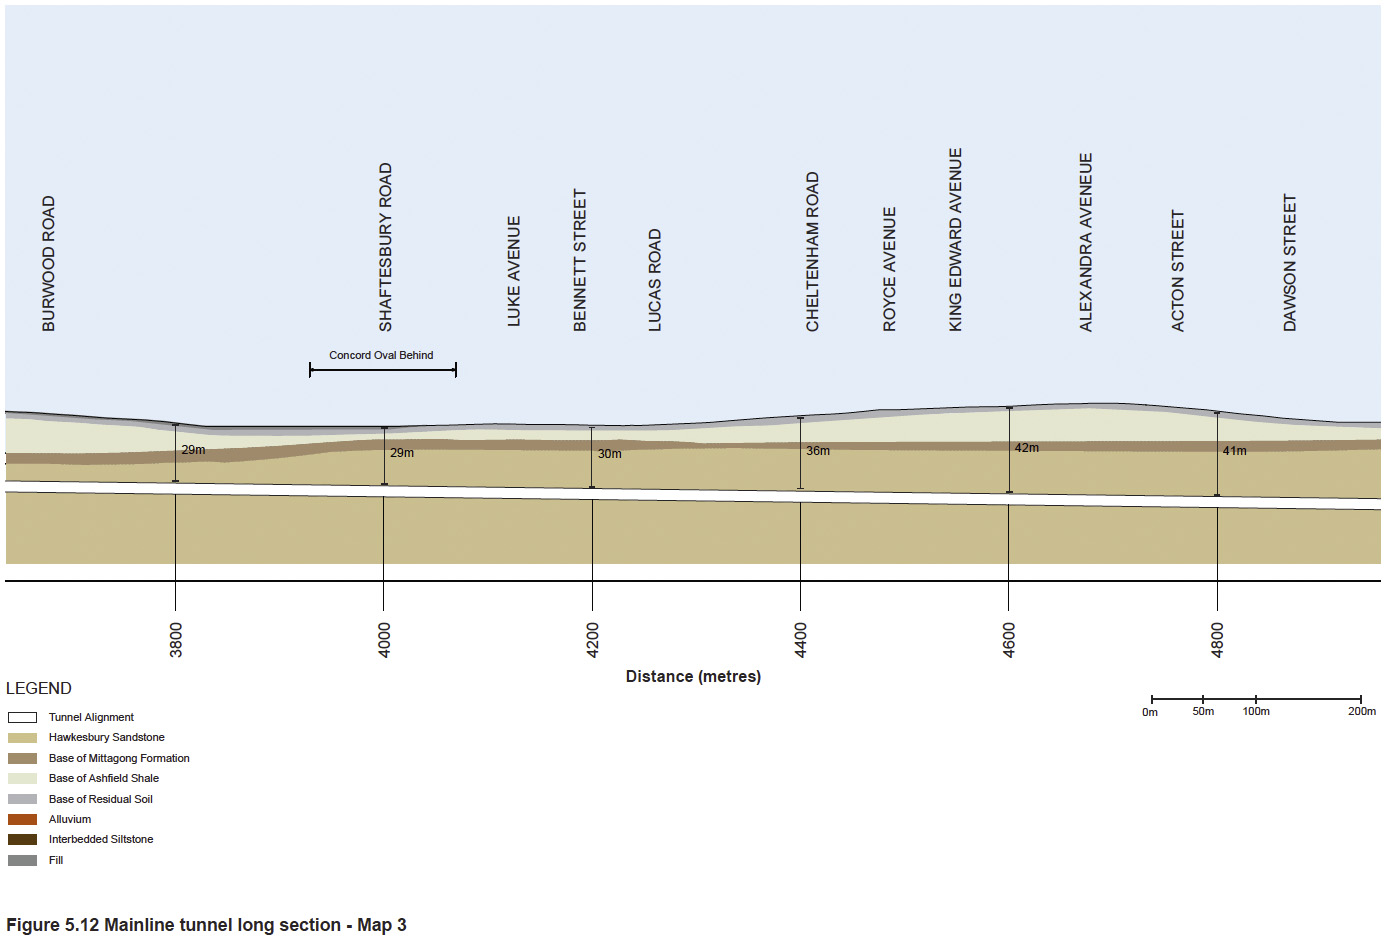 BURWOOD ROAD
SHAFTESBURY ROAD
LUKE AVENUE
BENNETT STREET
LUCAS ROAD
CHELTENHAM ROAD
ROYCE AVENUE
KING EDWARD AVENUE
ALEXANDRA AVENEUE
ACTON STREET
DAWSON STREET
Concord Oval Behind
29m
29m
30m
36m
42m
41m
3800
4000
4200
4400
4600
4800
Distance (metres)
0m
50m
100m
200m
LEGEND
Tunnel Alignment
Hawkesbury Sandstone
Base of Mittagong Formation
Base of Ashfield Shale
Base of Residual Soil
Alluvium
Interbedded Siltstone
Fill
Figure 5.12 Mainline tunnel long section - Map 3